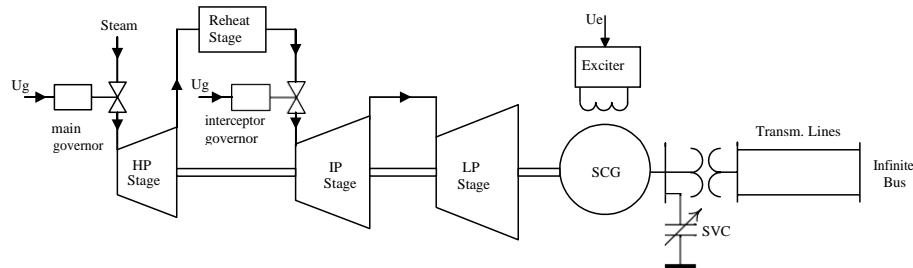 Steam
Reheat
Stage
Ue
Exciter
Ug
main
governor
Ug
interceptor
governor
HP
Stage
IP
Stage
LP
Stage
SCG
Transm. Lines
Infinite
Bus
SVC